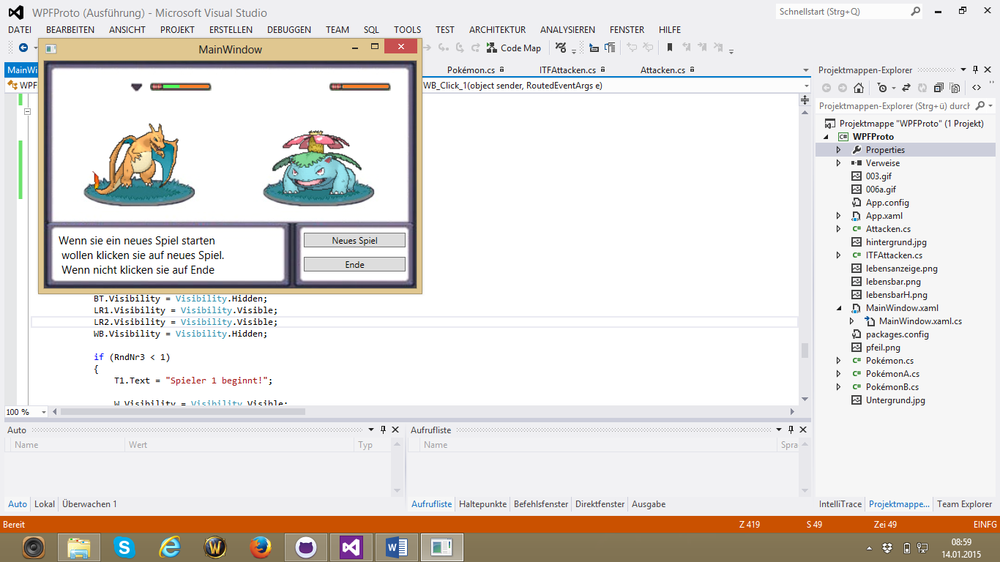 WPFProto (Ausführung) - Microsoft Visual Studio
Schnellstart (Strg+Q)
DATEI BEARBEITEN ANSICHT PROJEKT ERSTELLEN DEBUGGEN TEAM SQL TOOLS TEST ARCHITEKTUR ANALYSIEREN FENSTER HILFE
Code Map
MainWindow
MainWi
Pokémon.cs
ITFAttacken.cs
Attacken.cs
WPF
WB_Click_1(object sender, RoutedEventArgs e)
Wenn sie ein neues Spiel starten
wollen klicken sie auf neues Spiel.
Wenn nicht klicken sie auf Ende
Neues Spiel
Ende
BT.Visibility = Visibility.Hidden;
LR1.Visibility = Visibility.Visible;
LR2.Visibility = Visibility.Visible;
WB.Visibility = Visibility.Hidden;
if (RndNr3 < 1)
{
T1.Text = "Spieler 1 beginnt!";
W.Visibility = Visibility.Visible;
100 %
Projektmappen-Explorer
Projektmappen-Explorer (Strg+ü) durch
Projektmappe "WPFProto" (1 Projekt)
WPFProto
Properties
Verweise
003.gif
006a.gif
App.config
App.xaml
Attacken.cs
hintergrund.jpg
ITFAttacken.cs
lebensanzeige.png
lebensbar.png
lebensbarH.png
MainWindow.xaml
MainWindow.xaml.cs
packages.config
pfeil.png
Pokémon.cs
PokémonA.cs
PokémonB.cs
Untergrund.jpg
Auto
Name Wert Typ
Auto Lokal Überwachen 1
Aufrufliste
Name Spra
Aufrufliste Haltepunkte Befehlsfenster Direktfenster Ausgabe
IntelliTrace Projektmappe... Team Explorer
Bereit
Z 419 S 49 Zei 49 EINFG
08:59
14.01.2015